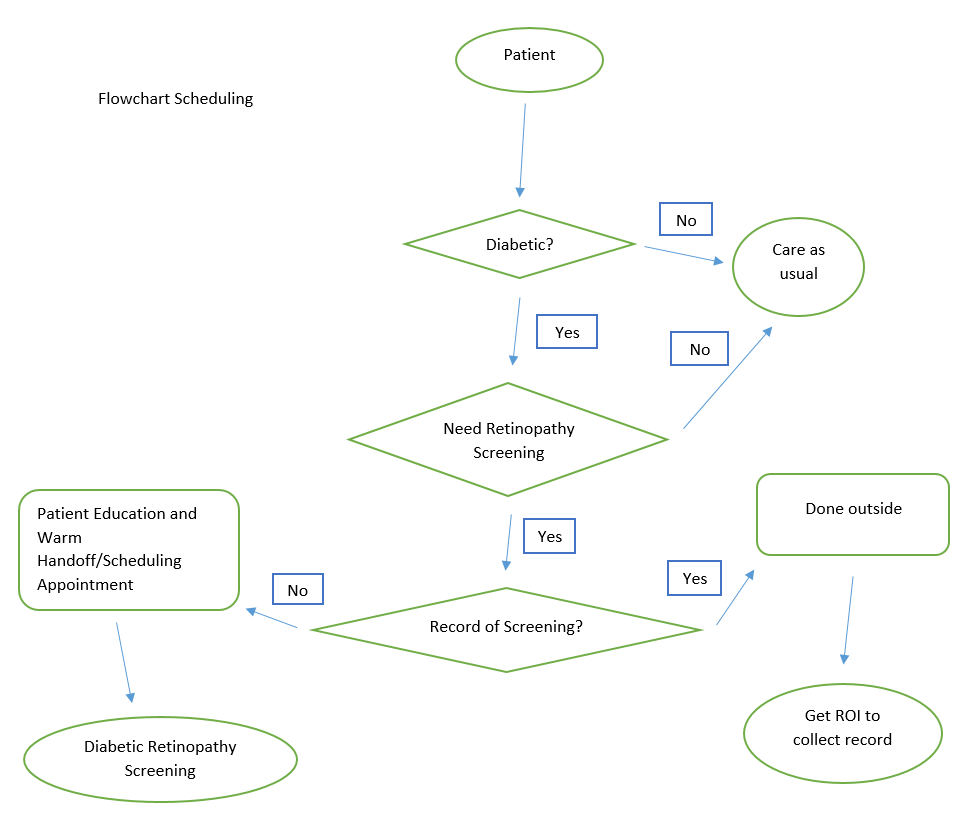 Patient
Flowchart Scheduling
Diabetic?
No
Care as
usual
Yes
No
Need Retinopathy
Screening
Patient Education and
Warm
Handoff/Scheduling
Appointment
Done outside
Yes
No
Yes
Record of Screening?
Diabetic Retinopathy
Screening
Get ROI to
collect record